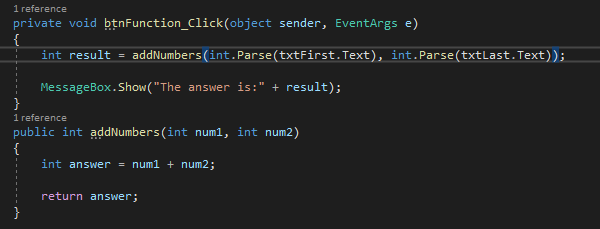 1 reference
private void btnFunction_Click(object sender, EventArgs e)
{
int result = addNumbers(int.Parse(txtFirst.Text), int.Parse(txtLast.Text));
MessageBox.Show("The answer is:" + result);
}
1 reference
public int addNumbers(int num1, int num2)
{
int answer = num1 + num2;
return answer;
}